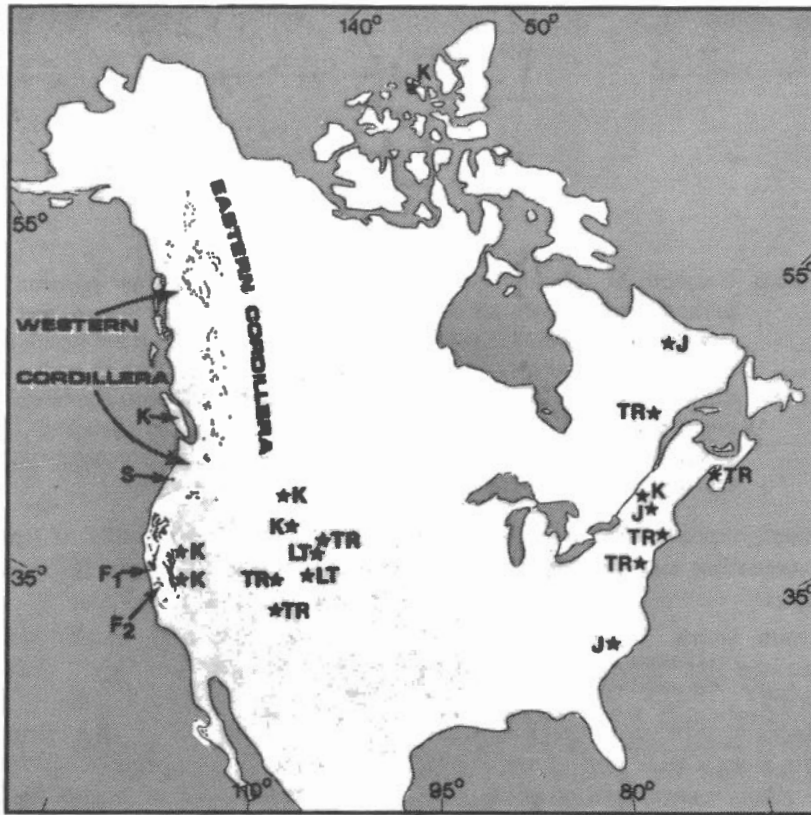 140° 50°
K
55°
EASTERN CORDILLERA
55°
WESTERN
★J
CORDILLERA
K
TR★
★TR
S
★K
★K
J★
K★
★TR
TR★
LT★
★K
TR★
F1
★K
TR★
★LT
35°
35°
F2
★TR
J★
110° 95° 80°